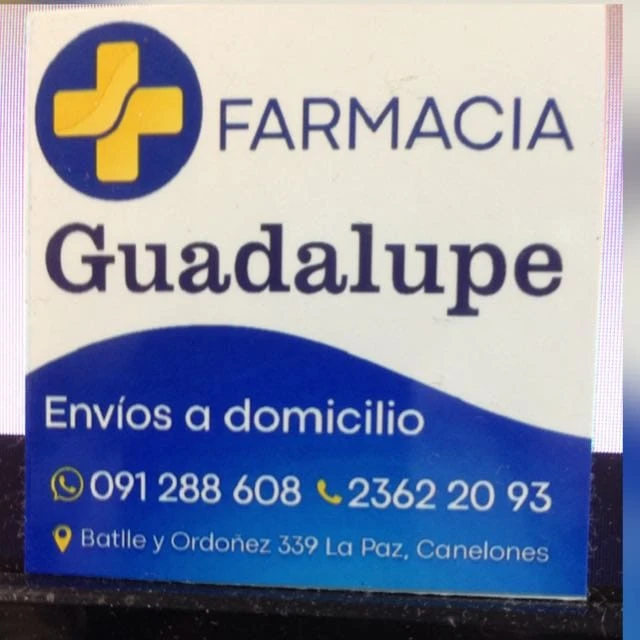 FARMACIA
Guadalupe
Envíos a domicilio
091 288 608 2362 20 93
Batlle y Ordoñez 339 La Paz, Canelones